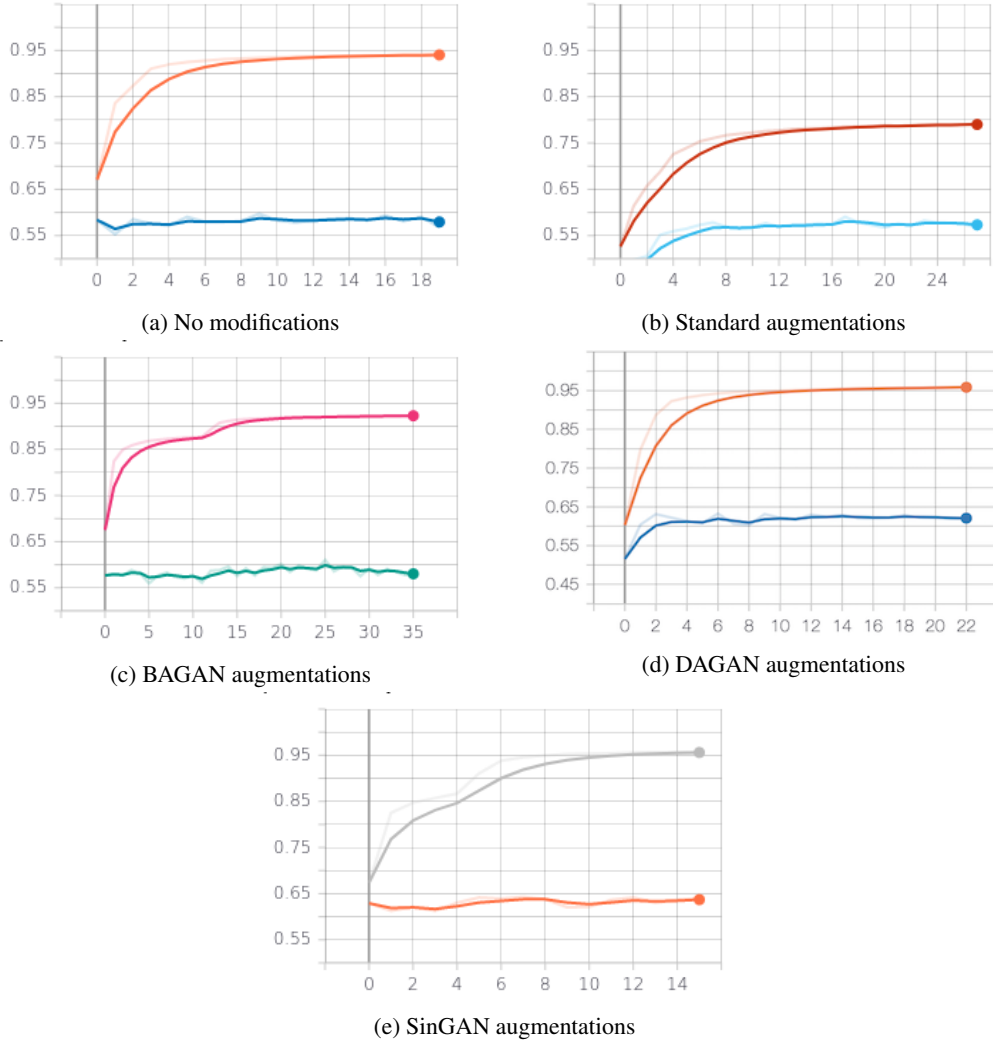 0.95
0.85
0.75
0.65
0.55
0 2 4 6 8 10 12 14 16 18
(a) No modifications
0.95
0.85
0.75
0.65
0.55
0 4 8 12 16 20 24
(b) Standard augmentations
0.95
0.85
0.75
0.65
0.55
0 5 10 15 20 25 30 35
(c) BAGAN augmentations
0.95
0.85
0.75
0.65
0.55
0.45
0 2 4 6 8 10 12 14 16 18 20 22
(d) DAGAN augmentations
0.95
0.85
0.75
0.65
0.55
0 2 4 6 8 10 12 14
(e) SinGAN augmentations